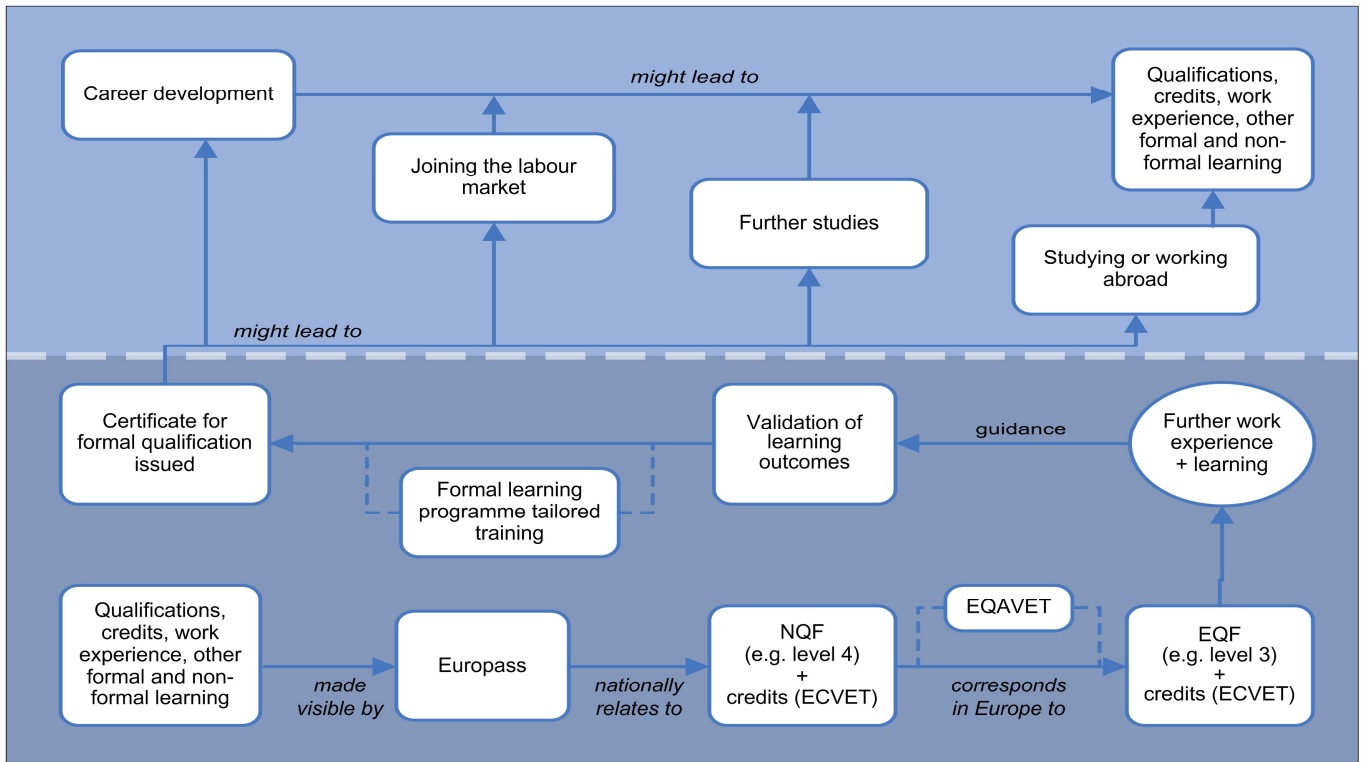 Career development
might lead to
Qualifications,
credits, work
experience, other
formal and non-
formal learning
Joining the labour
market
Further studies
Studying or working
abroad
might lead to
Certificate for
formal qualification
issued
Formal learning
programme tailored
training
Validation of
learning
outcomes
guidance
Further work
experience
+ learning
Qualifications,
credits, work
experience, other
formal and non-
formal learning
made
visible by
Europass
nationally
relates to
NQF
(e.g. level 4)
+
credits (ECVET)
EQAVET
corresponds
in Europe to
EQF
(e.g. level 3)
+
credits (ECVET)